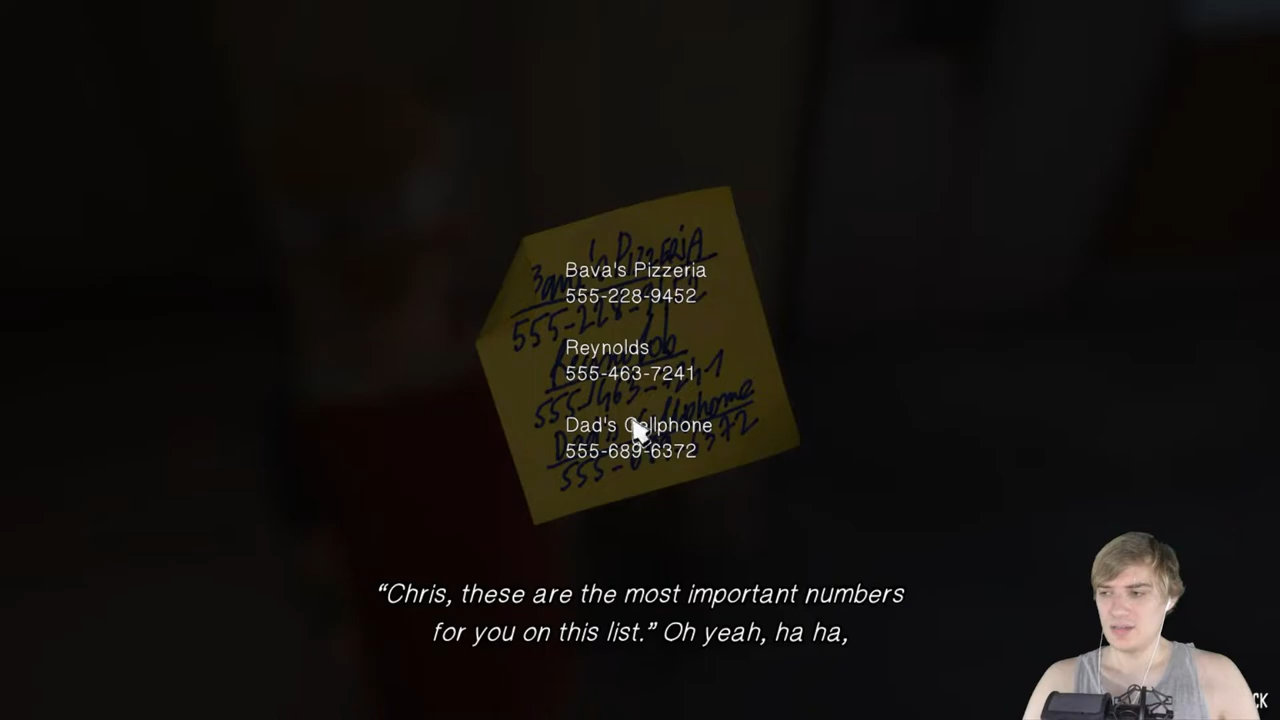 Bava's Pizzeria
555-228-9452
Reynolds
555-463-7241
Dad's Cellphone
555-689-6372
“Chris, these are the most important numbers
for you on this list.” Oh yeah, ha ha,
CK